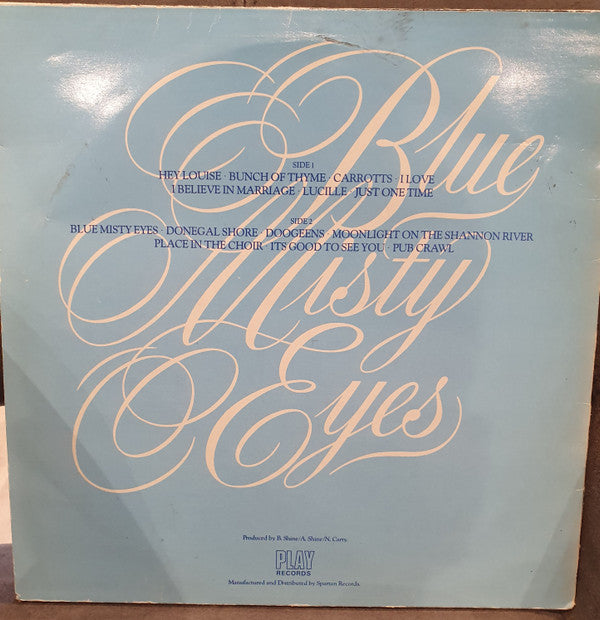 Blue
Misty
Eyes
SIDE 1
HEY LOUISE · BUNCH OF THYME · CARROTTS · I LOVE
I BELIEVE IN MARRIAGE · LUCILLE · JUST ONE TIME
SIDE 2
BLUE MISTY EYES · DONEGAL SHORE · DOOGEENS · MOONLIGHT ON THE SHANNON RIVER
PLACE IN THE CHOIR · ITS GOOD TO SEE YOU · PUB CRAWL
Produced by B. Shine/A. Shine/N. Carry.
PLAY
RECORDS
Manufactured and Distributed by Spartan Records.